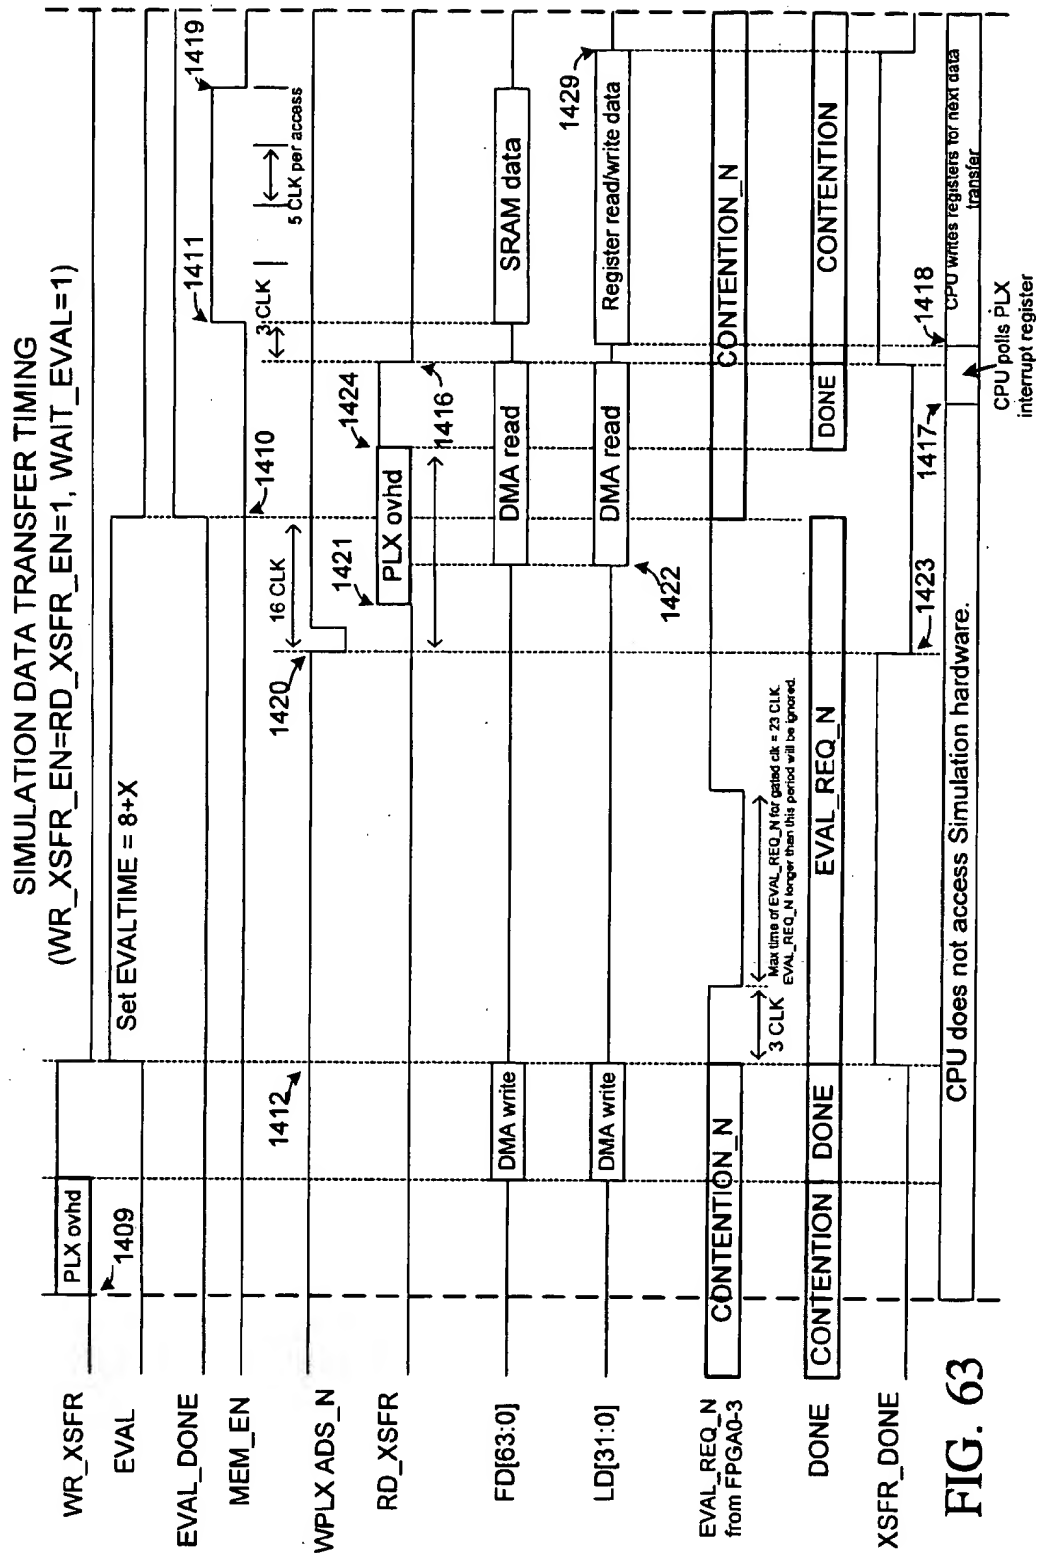 SIMULATION DATA TRANSFER TIMING
(WR_XSFR_EN=RD_XSFR_EN=1, WAIT_EVAL=1)
WR_XSFR
PLX ovhd
1409
EVAL
Set EVALTIME = 8+X
EVAL_DONE
1410
MEM_EN
1411
1419
3 CLK
5 CLK per access
WPLX ADS_N
1412
1420
16 CLK
RD_XSFR
1421
PLX ovhd
1424
1416
FD[63:0]
DMA write
DMA read
SRAM data
LD[31:0]
DMA write
1422
DMA read
Register read/write data
1429
EVAL_REQ_N
from FPGA0-3
CONTENTION_N
3 CLK
Max time of EVAL_REQ_N for gated clk = 23 CLK.
EVAL_REQ_N longer than this period will be ignored.
CONTENTION_N
DONE
CONTENTION
DONE
EVAL_REQ_N
DONE
CONTENTION
XSFR_DONE
1423
1417
1418
CPU does not access Simulation hardware.
CPU polls PLX
interrupt register
CPU writes registers for next data
transfer
FIG. 63